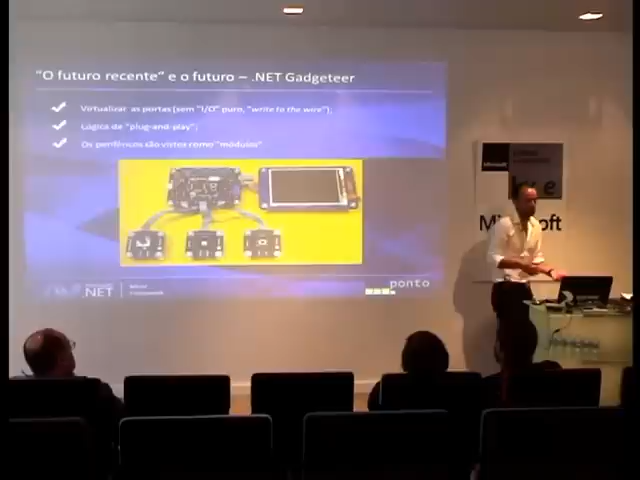 "O futuro recente" e o futuro – .NET Gadgeteer
Virtualizar as portas (sem "I/O" puro, "write to the wire");
Lógica de "plug-and-play";
Os periféricos são vistos como "módulos"
.NET
ponto
Microsoft